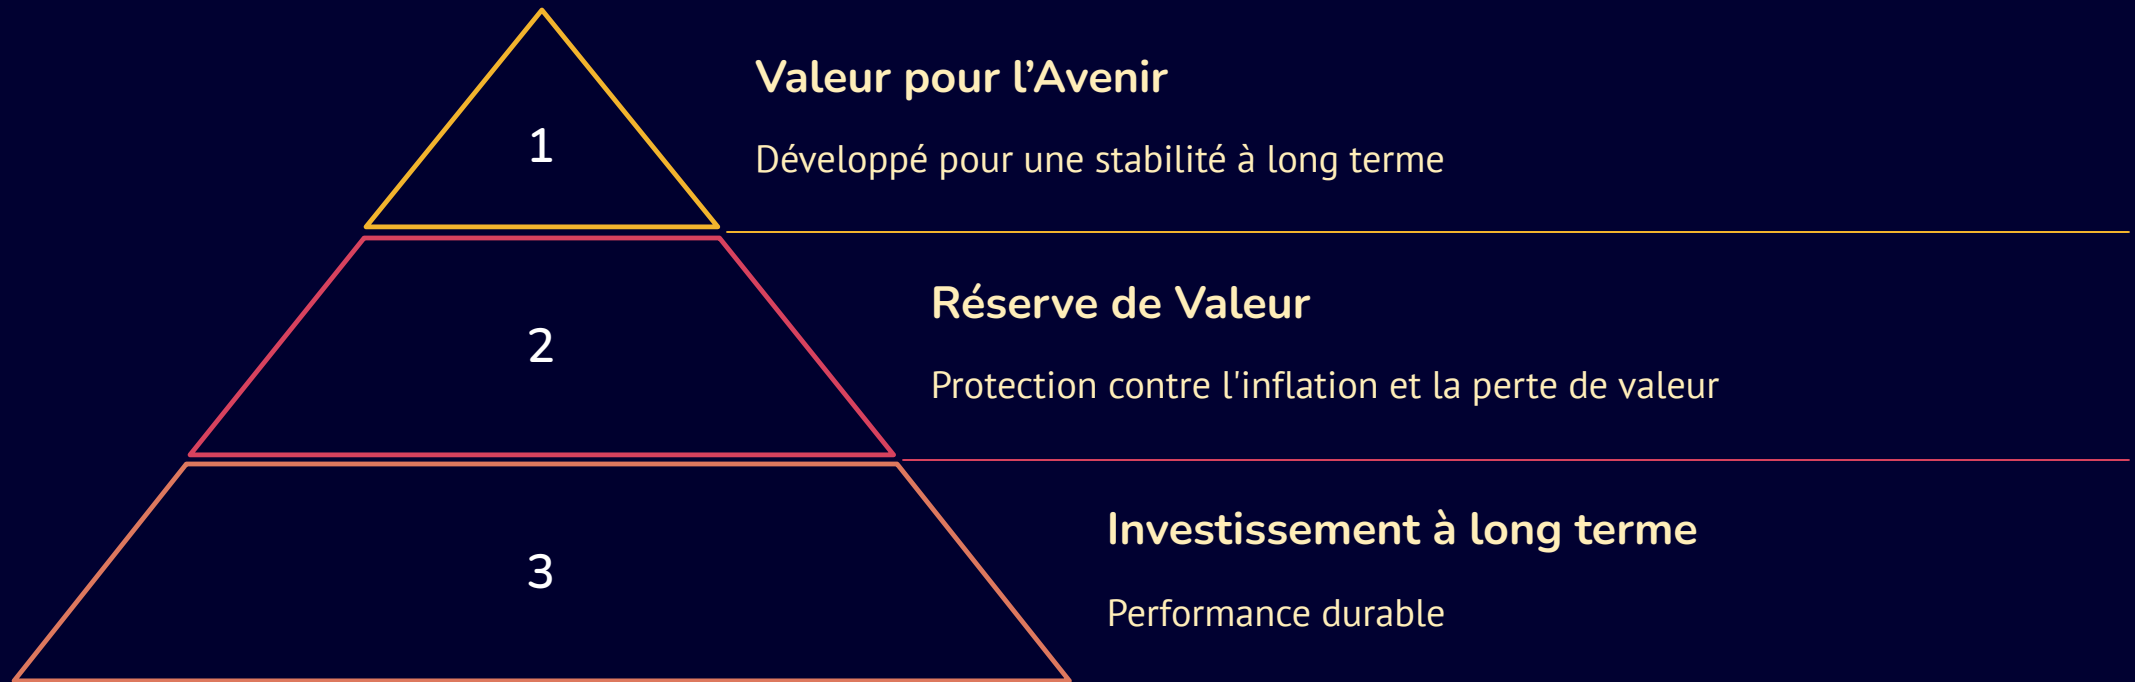 1
Valeur pour l’Avenir
Développé pour une stabilité à long terme
2
Réserve de Valeur
Protection contre l'inflation et la perte de valeur
3
Investissement à long terme
Performance durable